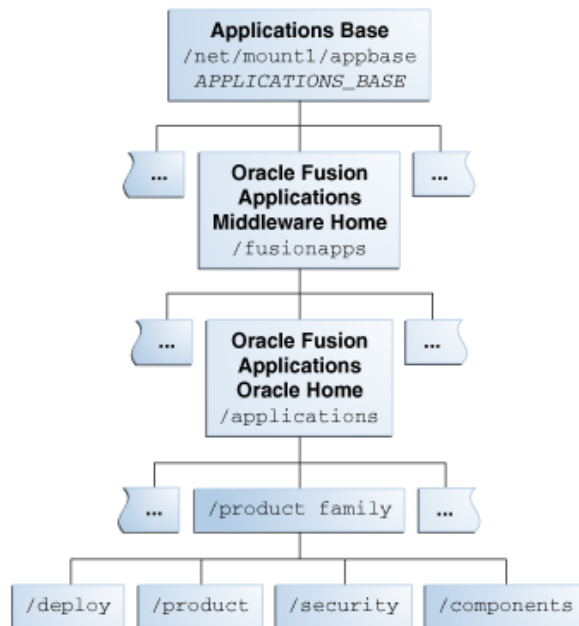 Applications Base
/net/mount1/appbase
APPLICATIONS_BASE
...
Oracle Fusion
Applications
Middleware Home
/fusionapps
...
...
Oracle Fusion
Applications
Oracle Home
/applications
...
...
/product family
...
/deploy
/product
/security
/components